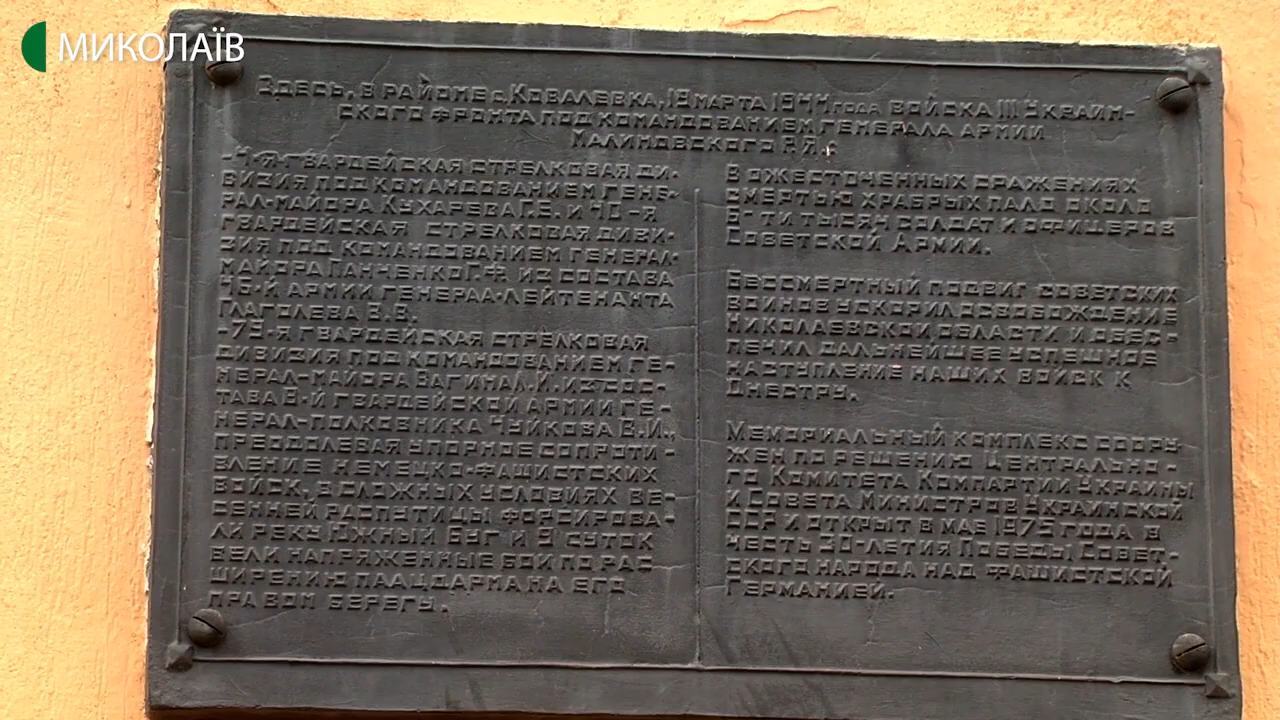 МИКОЛАЇВ
Здесь, в районе с. Ковалевка, 18 марта 1944 года войска III Украин-
ского фронта под командованием генерала армии
Малиновского Р.Я.:
-4-я гвардейская стрелковая ди-
визия под командованием гене-
рал-майора Кухарева Г.Е. и 40-я
гвардейская стрелковая диви-
зия под командованием генерал-
майора Панченко Г.Ф. из состава
46-й армии генерал-лейтенанта
Глаголева В.В.
-79-я гвардейская стрелковая
дивизия под командованием ге-
нерал-майора Вагина Л.И. из сос-
тава 8-й гвардейской армии ге-
нерал-полковника Чуйкова В.И.,
преодолевая упорное сопроти-
вление немецко-фашистских
войск, в сложных условиях ве-
сенней распутицы форсирова-
ли реку Южный Буг и 9 суток
вели напряженные бои по рас
ширению плацдарма на его
правом берегу.
В ожесточенных сражениях
смертью храбрых пало около
6-ти тысяч солдат и офицеров
Советской Армии.
Бессмертный подвиг советских
воинов ускорил освобождение
Николаевской области и обес-
печил дальнейшее успешное
наступление наших войск к
Днестру.
Мемориальный комплекс соору-
жен по решению Центрально-
го Комитета Компартии Украины
и Совета Министров Украинской
ССР и открыт в мае 1975 года в
честь 30-летия Победы Совет-
ского народа над фашистской
Германией.